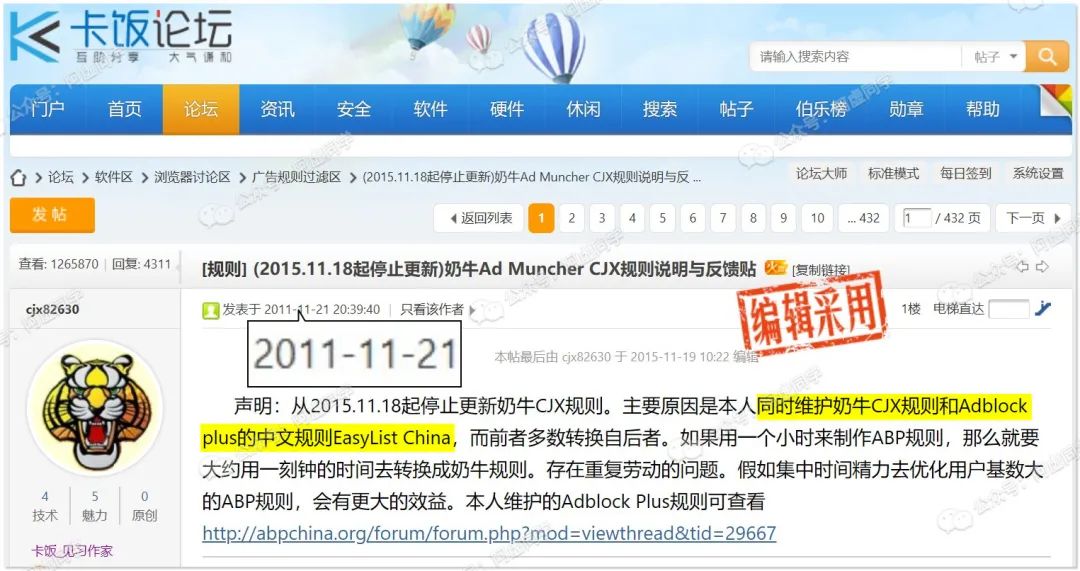 卡饭论坛
互助分享 大气谦和
请输入搜索内容 帖子
门户 首页 论坛 资讯 安全 软件 硬件 休闲 搜索 帖子 伯乐榜 勋章 帮助
论坛 > 软件区 > 浏览器讨论区 > 广告规则过滤区 > (2015.11.18起停止更新)奶牛Ad Muncher CJX规则说明与反 ...
论坛大师 标准模式 每日签到 系统设置
发帖
返回列表 1 2 3 4 5 6 7 8 9 10 ... 432 1 / 432 页 下一页
查看: 1265870 | 回复: 4311
[规则] (2015.11.18起停止更新)奶牛Ad Muncher CJX规则说明与反馈贴 [复制链接]
cjx82630
发表于 2011-11-21 20:39:40 | 只看该作者
1楼 电梯直达
编辑采用
2011-11-21
本帖最后由 cjx82630 于 2015-11-19 10:22 编辑
声明：从2015.11.18起停止更新奶牛CJX规则。主要原因是本人同时维护奶牛CJX规则和Adblock
plus的中文规则EasyList China，而前者多数转换自后者。如果用一个小时来制作ABP规则，那么就要
大约用一刻钟的时间去转换成奶牛规则。存在重复劳动的问题。假如集中时间精力去优化用户基数大
的ABP规则，会有更大的效益。本人维护的Adblock Plus规则可查看
http://abpchina.org/forum/forum.php?mod=viewthread&tid=29667
4 5 0
技术 魅力 原创
卡饭 见习作家
公众号：阿虚同学